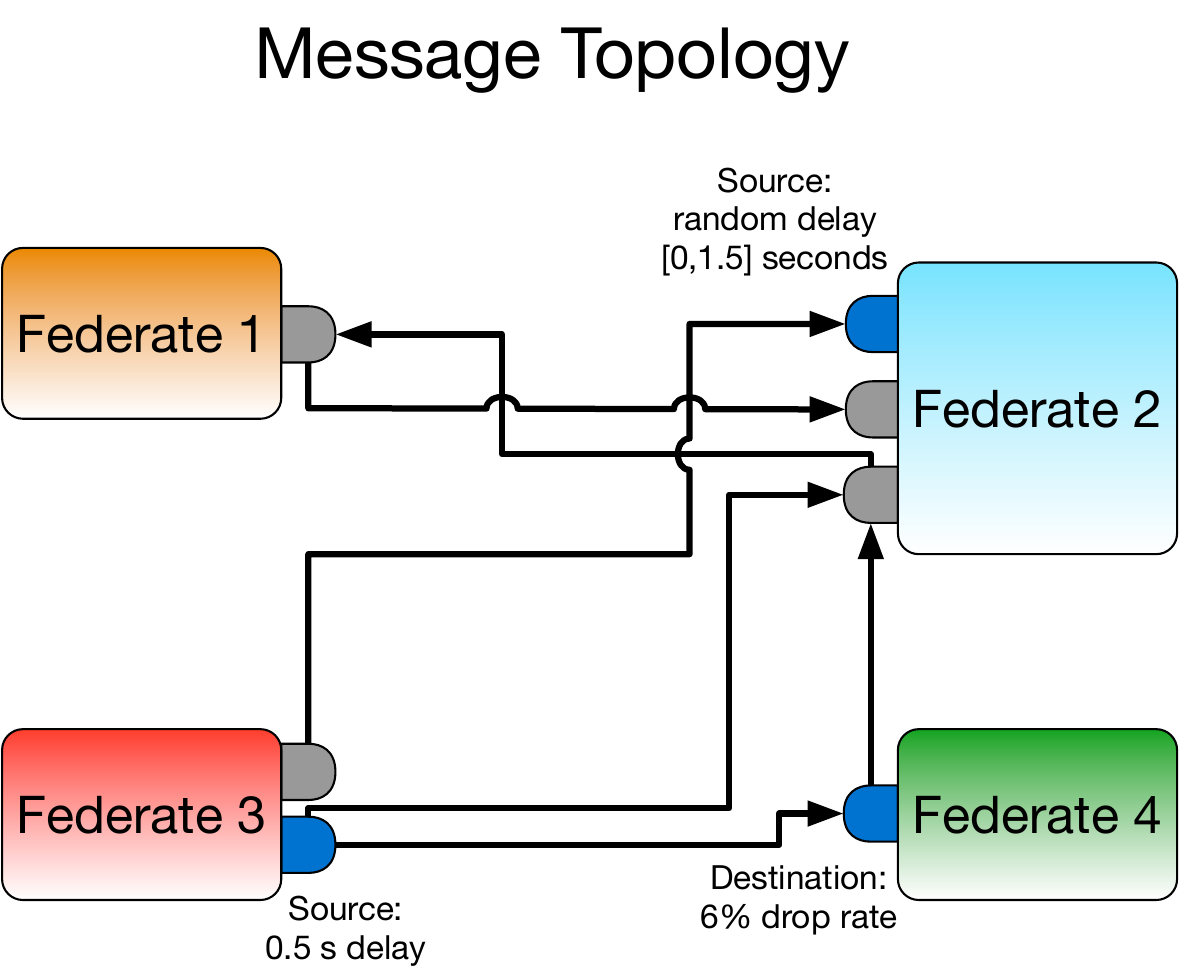 Message Topology
Source:
random delay
[0,1.5] seconds
Federate 1
Federate 2
Federate 3
Federate 4
Source:
0.5 s delay
Destination:
6% drop rate